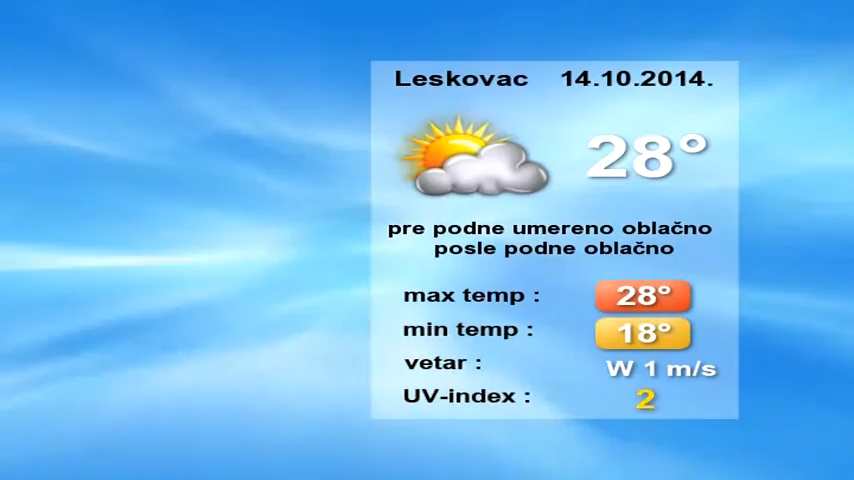 Leskovac 14.10.2014.
28°
pre podne umereno oblačno
posle podne oblačno
max temp : 28°
min temp : 18°
vetar : W 1 m/s
UV-index : 2